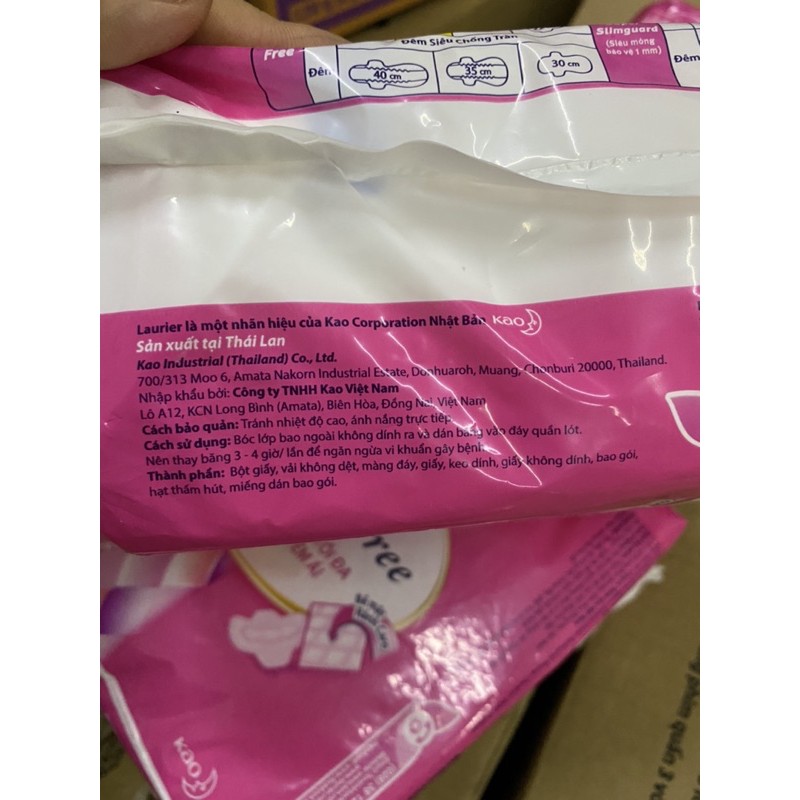 Free
Đêm Siêu Chống Tràn
Slimguard
(Siêu mỏng
bảo vệ 1 mm)
Đêm
40 cm
35 cm
30 cm
Đêm
Laurier là một nhãn hiệu của Kao Corporation Nhật Bản Kao
Sản xuất tại Thái Lan
Kao Industrial (Thailand) Co., Ltd.
700/313 Moo 6, Amata Nakorn Industrial Estate, Donhuaroh, Muang, Chonburi 20000, Thailand.
Nhập khẩu bởi: Công ty TNHH Kao Việt Nam
Lô A12, KCN Long Bình (Amata), Biên Hòa, Đồng Nai, Việt Nam
Cách bảo quản: Tránh nhiệt độ cao, ánh nắng trực tiếp
Cách sử dụng: Bóc lớp bao ngoài không dính ra và dán băng vào đáy quần lót.
Nên thay băng 3 - 4 giờ/ lần để ngăn ngừa vi khuẩn gây bệnh
Thành phần: Bột giấy, vải không dệt, màng đáy, giấy, keo dính, giấy không dính, bao gói,
hạt thấm hút, miếng dán bao gói.
ree
ÊM ÁI
Kao